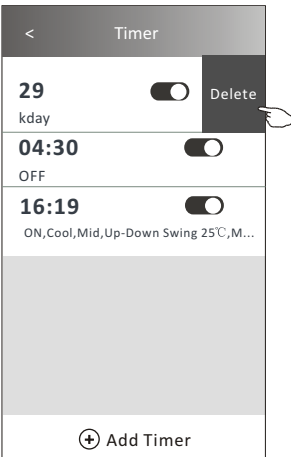 < Timer
29 Delete
kday
04:30
OFF
16:19
ON,Cool,Mid,Up-Down Swing 25℃,M...
+ Add Timer